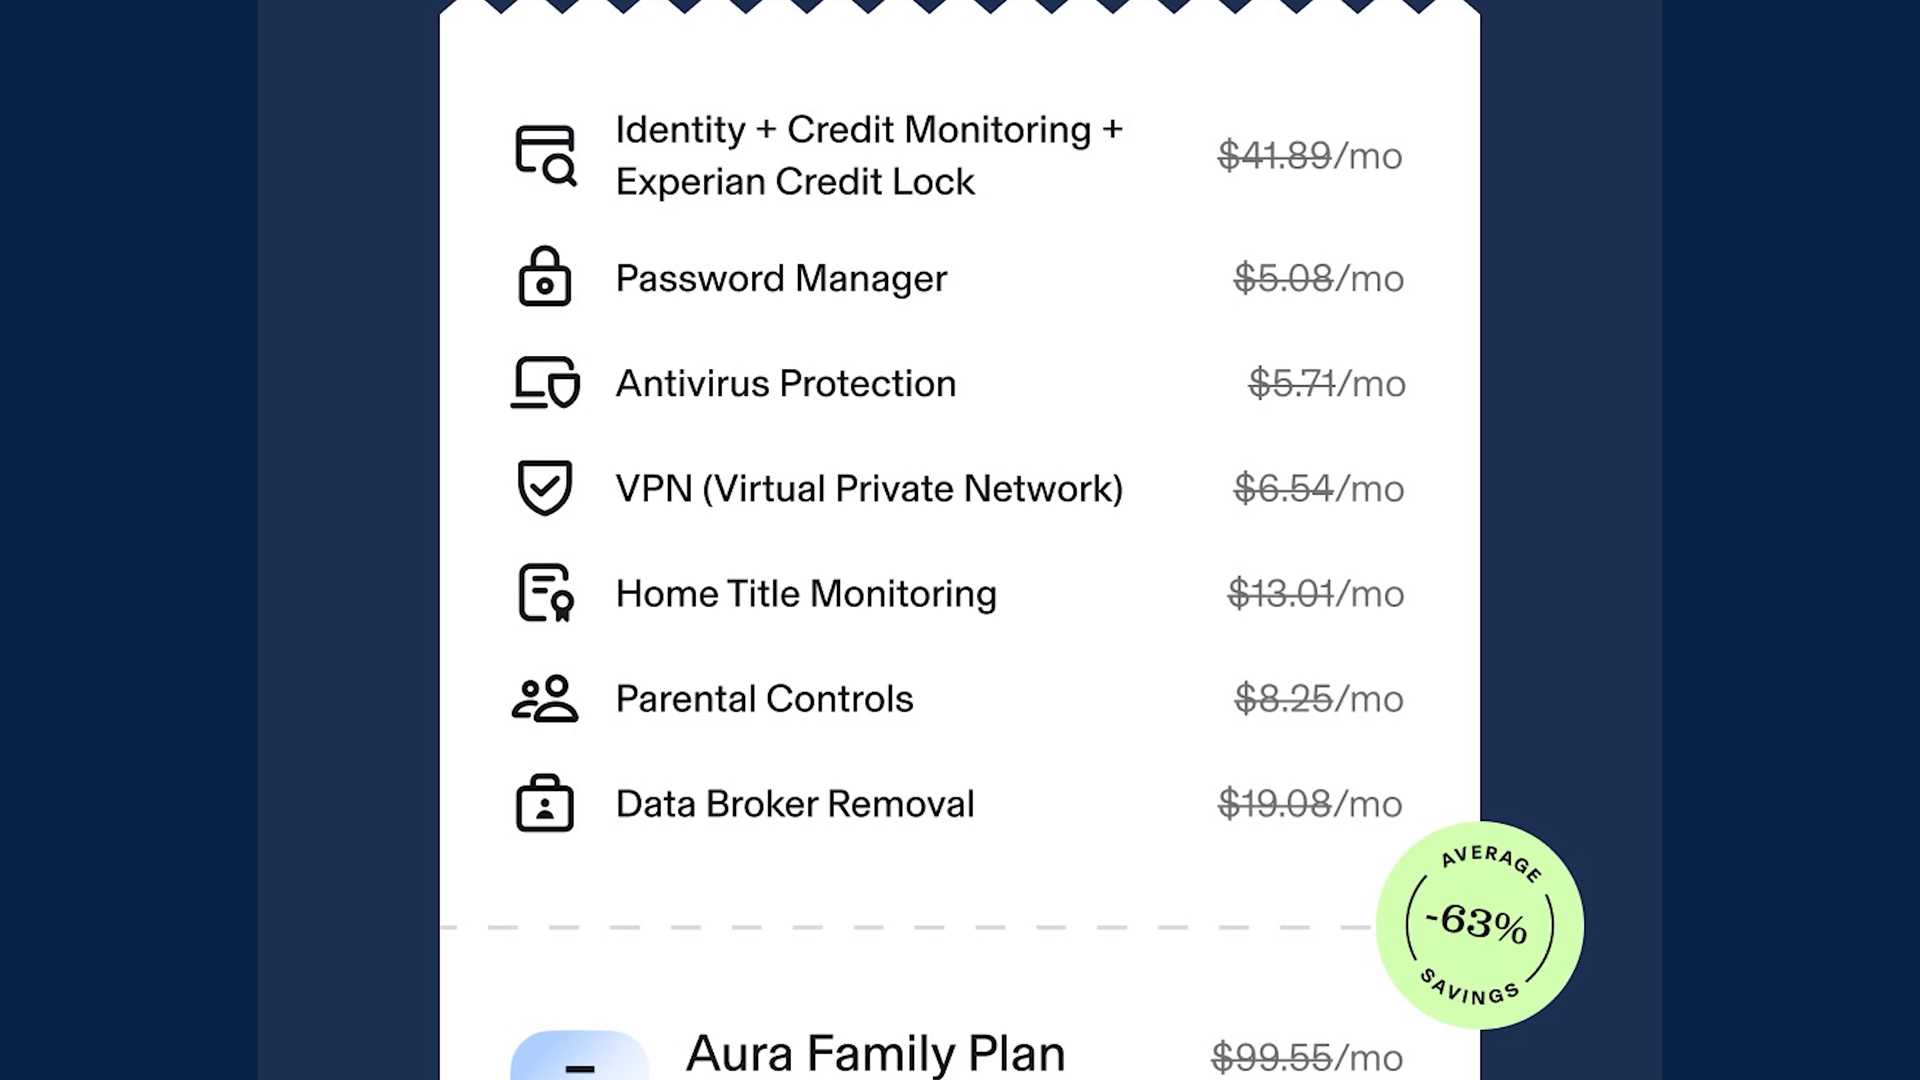 Identity + Credit Monitoring +
Experian Credit Lock
$41.89/mo
Password Manager
$5.08/mo
Antivirus Protection
$5.71/mo
VPN (Virtual Private Network)
$6.54/mo
Home Title Monitoring
$13.01/mo
Parental Controls
$8.25/mo
Data Broker Removal
$19.08/mo
AVERAGE
-63%
SAVINGS
Aura Family Plan
$99.55/mo